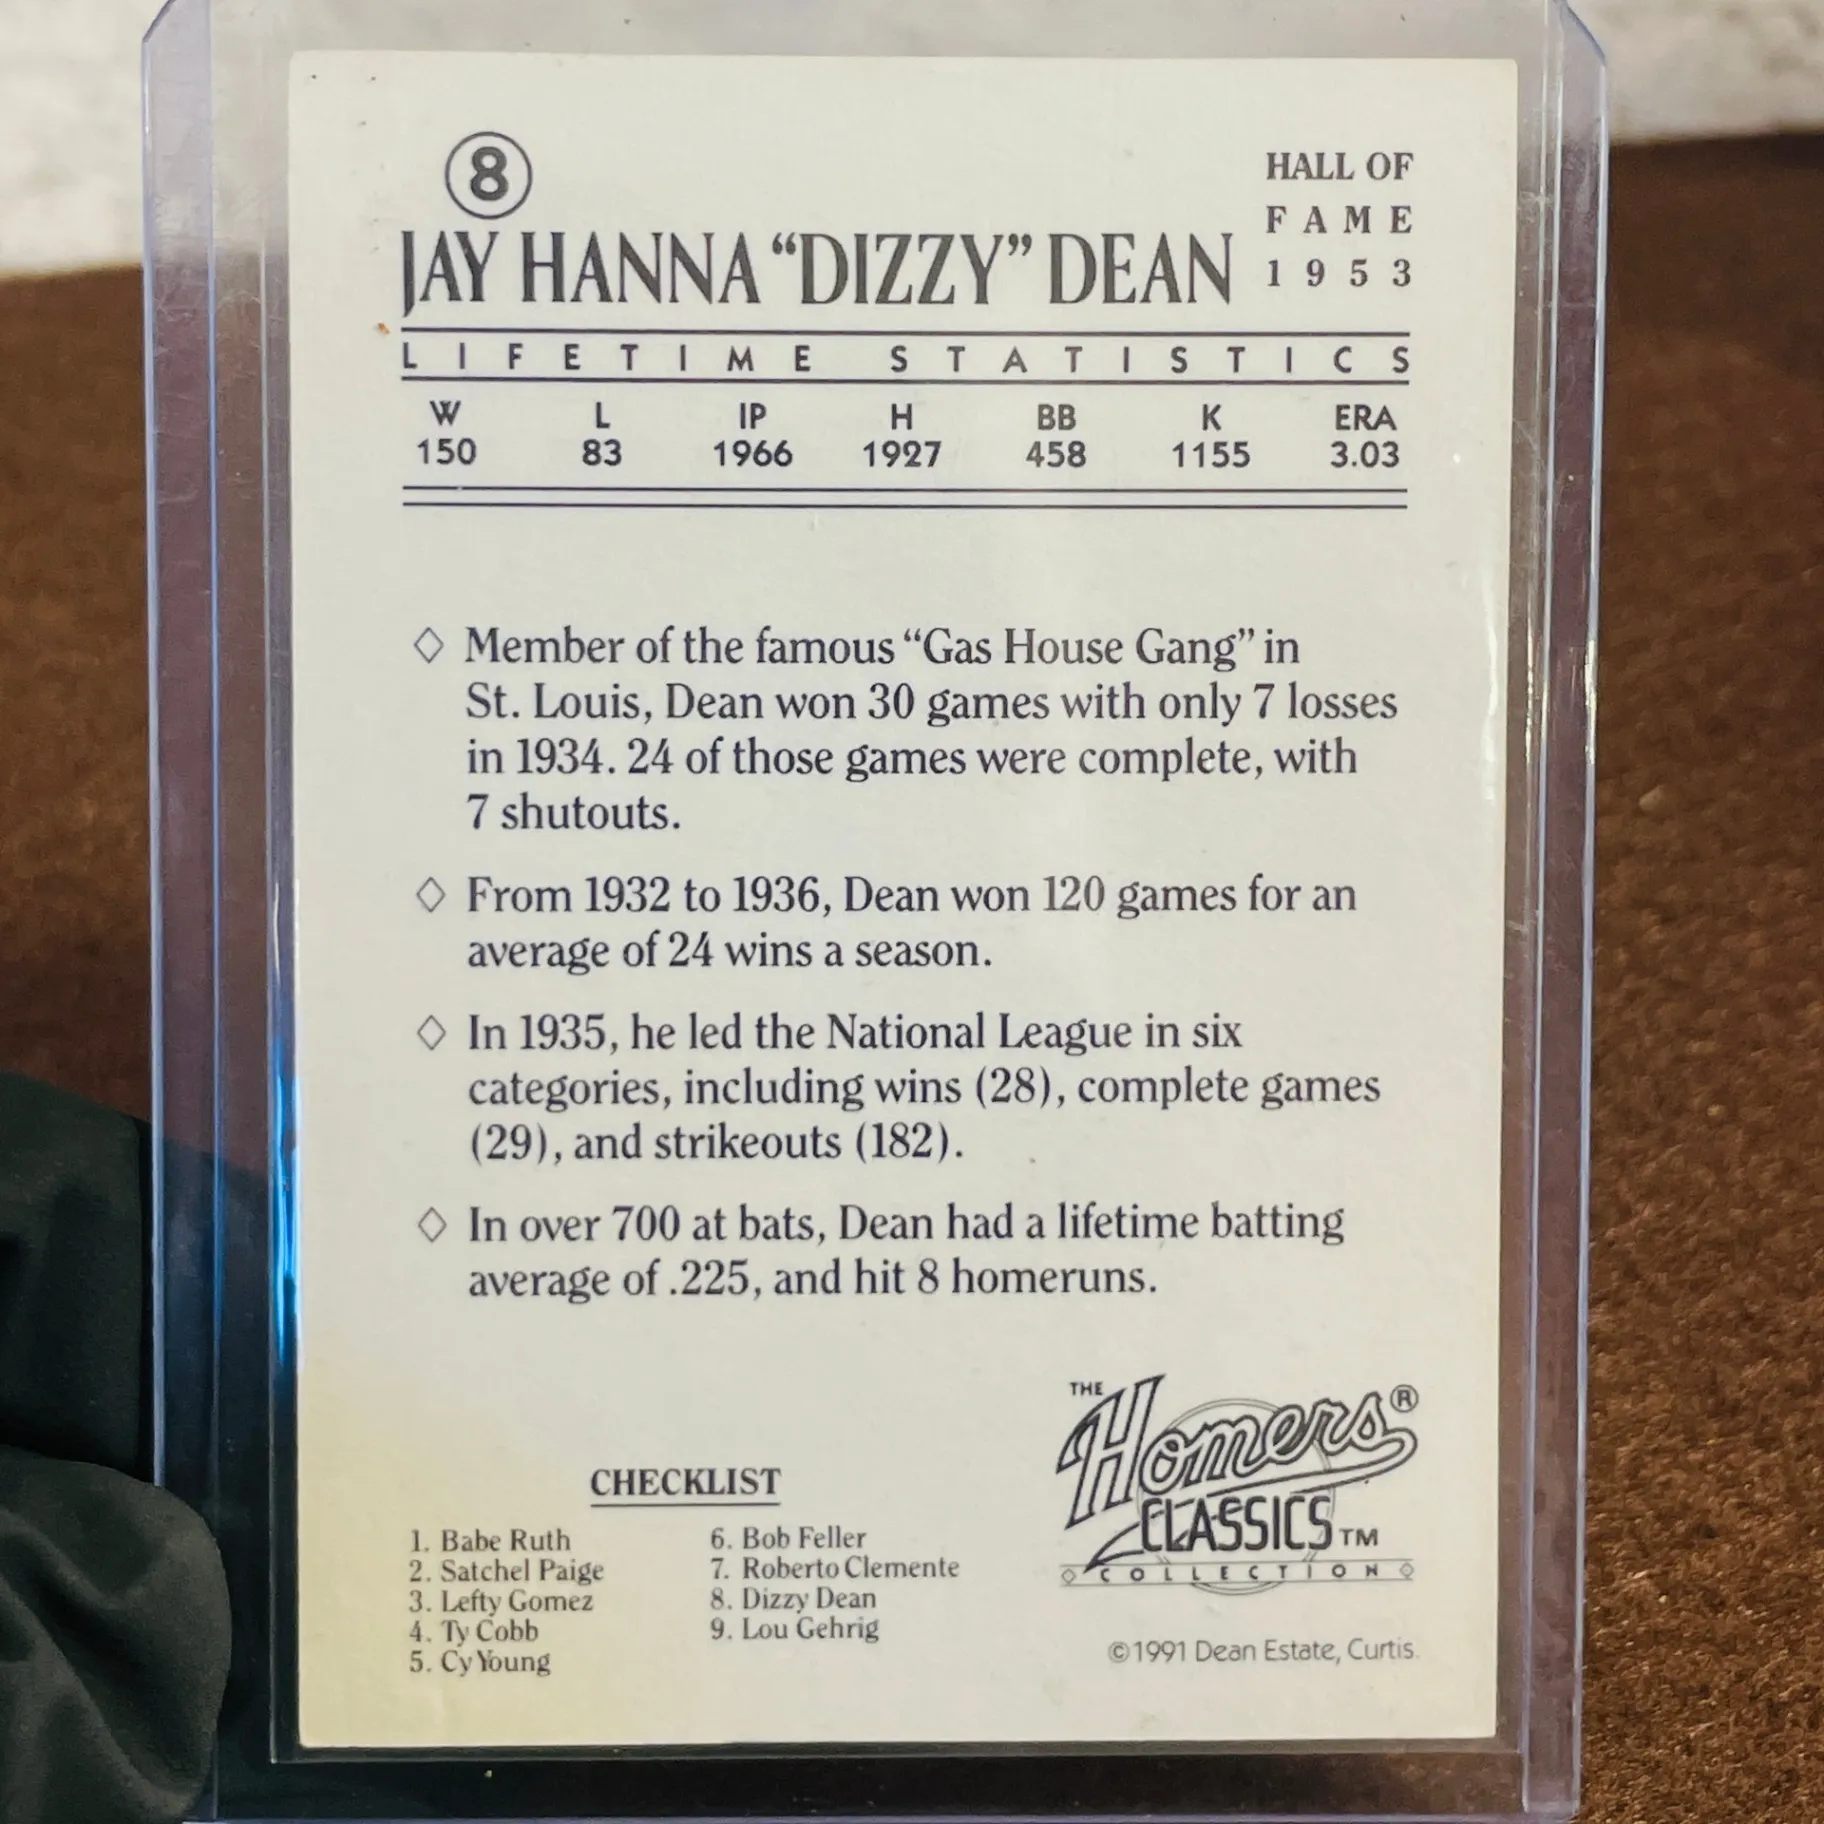 8
JAY HANNA “DIZZY” DEAN
HALL OF
FAME
1953
LIFETIME STATISTICS
W L IP H BB K ERA
150 83 1966 1927 458 1155 3.03
◇ Member of the famous “Gas House Gang” in
St. Louis, Dean won 30 games with only 7 losses
in 1934. 24 of those games were complete, with
7 shutouts.
◇ From 1932 to 1936, Dean won 120 games for an
average of 24 wins a season.
◇ In 1935, he led the National League in six
categories, including wins (28), complete games
(29), and strikeouts (182).
◇ In over 700 at bats, Dean had a lifetime batting
average of .225, and hit 8 homeruns.
CHECKLIST
1. Babe Ruth
2. Satchel Paige
3. Lefty Gomez
4. Ty Cobb
5. Cy Young
6. Bob Feller
7. Roberto Clemente
8. Dizzy Dean
9. Lou Gehrig
THE
Homers®
CLASSICS™
COLLECTION
©1991 Dean Estate, Curtis.